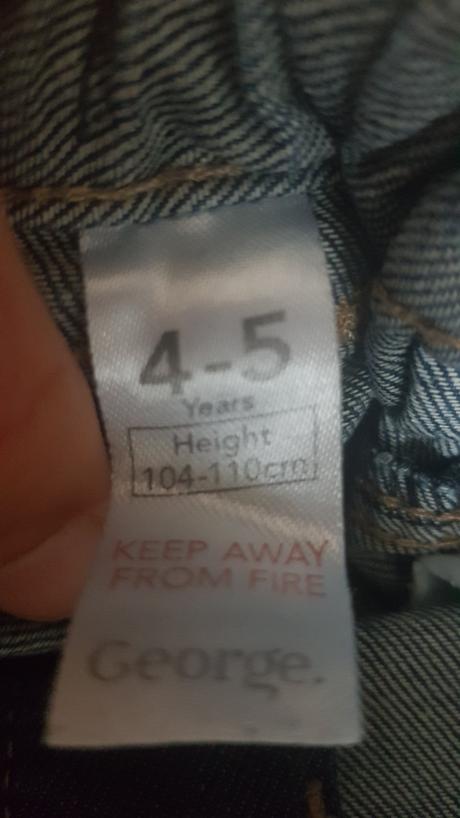 4-5
Years
Height
104-110cm
KEEP AWAY
FROM FIRE
George.